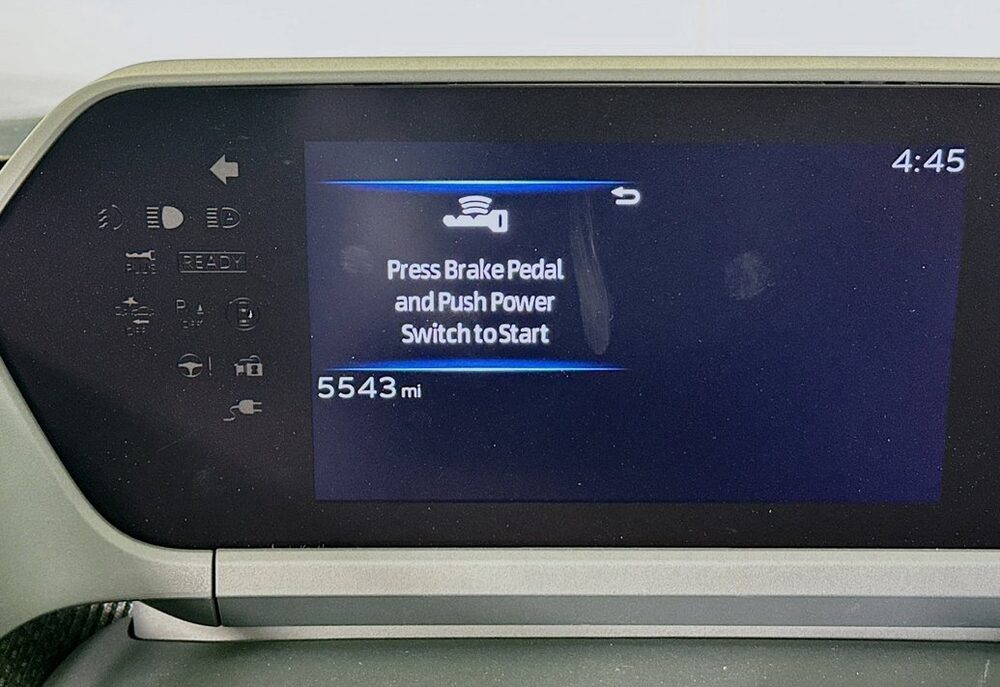 4:45
READY
Press Brake Pedal
and Push Power
Switch to Start
5543 mi